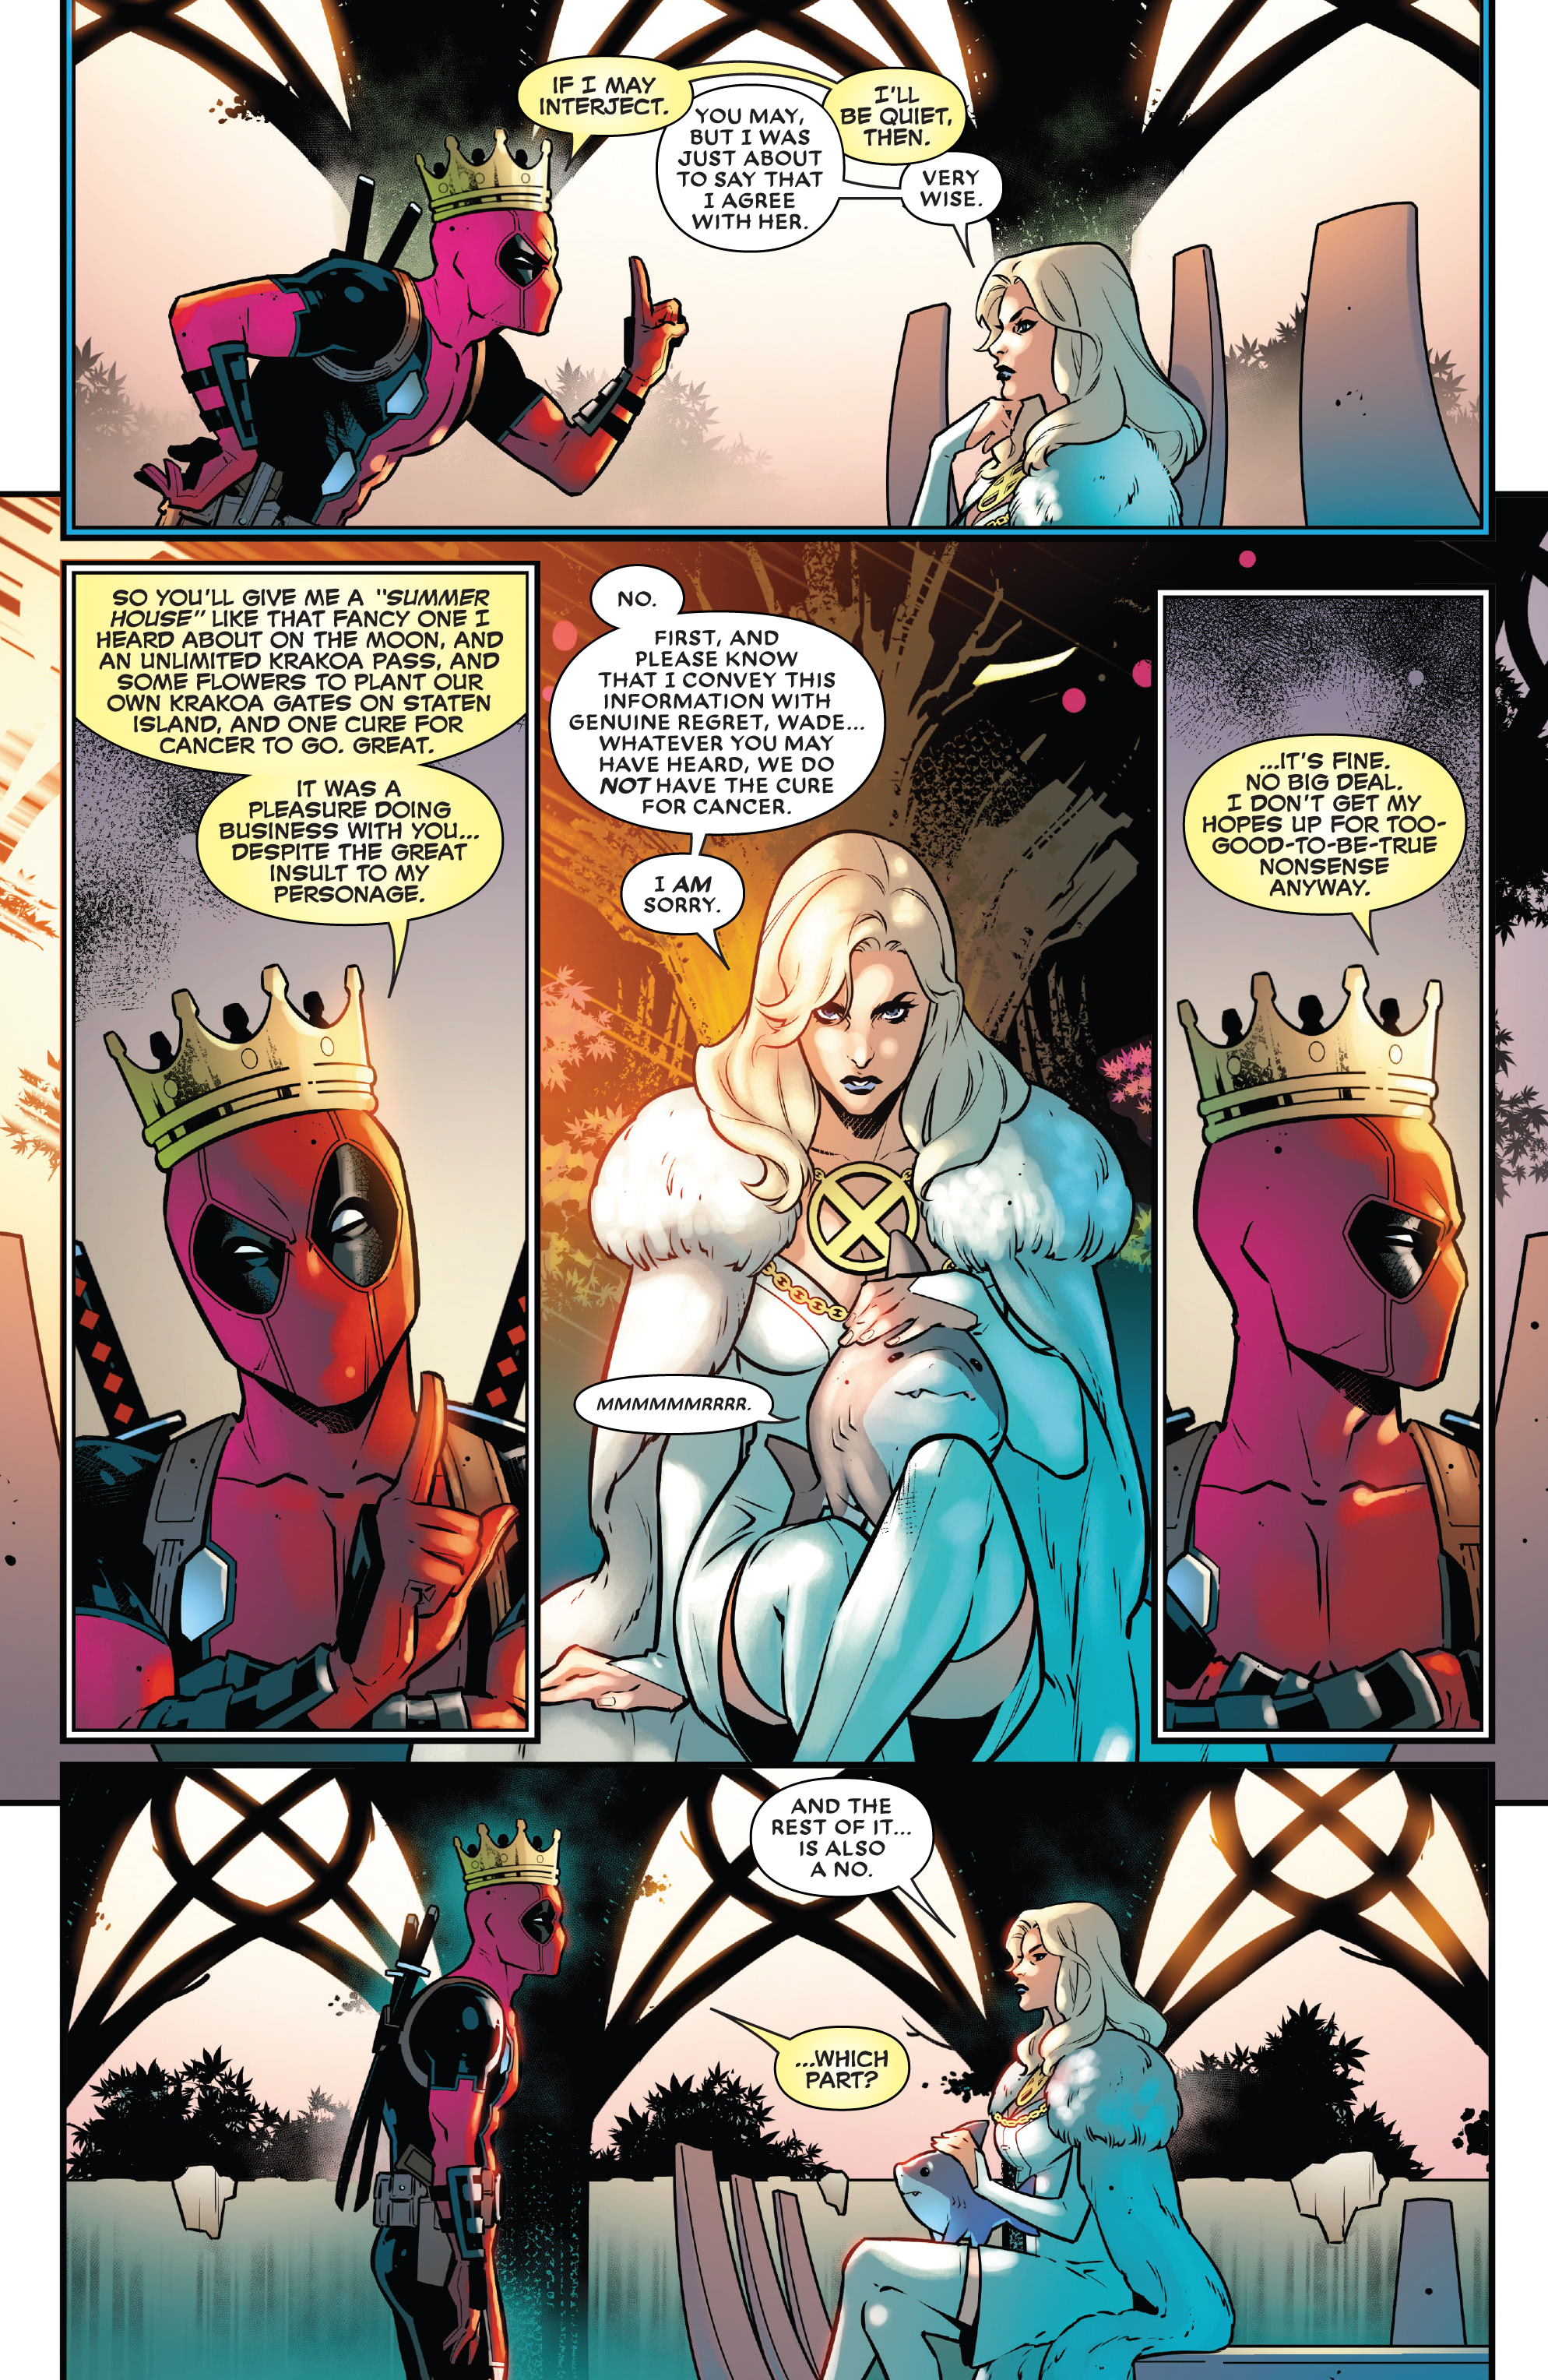 IF I MAY
INTERJECT.
YOU MAY,
BUT I WAS
JUST ABOUT
TO SAY THAT
I AGREE
WITH HER.
I'LL
BE QUIET,
THEN.
VERY
WISE.
SO YOU'LL GIVE ME A "SUMMER
HOUSE" LIKE THAT FANCY ONE I
HEARD ABOUT ON THE MOON, AND
AN UNLIMITED KRAKOA PASS, AND
SOME FLOWERS TO PLANT OUR
OWN KRAKOA GATES ON STATEN
ISLAND, AND ONE CURE FOR
CANCER TO GO. GREAT.
IT WAS A
PLEASURE DOING
BUSINESS WITH YOU...
DESPITE THE GREAT
INSULT TO MY
PERSONAGE.
NO.
FIRST, AND
PLEASE KNOW
THAT I CONVEY THIS
INFORMATION WITH
GENUINE REGRET, WADE...
WHATEVER YOU MAY
HAVE HEARD, WE DO
NOT HAVE THE CURE
FOR CANCER.
I AM
SORRY.
MMMMMMRRRR.
...IT'S FINE.
NO BIG DEAL.
I DON'T GET MY
HOPES UP FOR TOO-
GOOD-TO-BE-TRUE
NONSENSE
ANYWAY.
AND THE
REST OF IT...
IS ALSO
A NO.
...WHICH
PART?